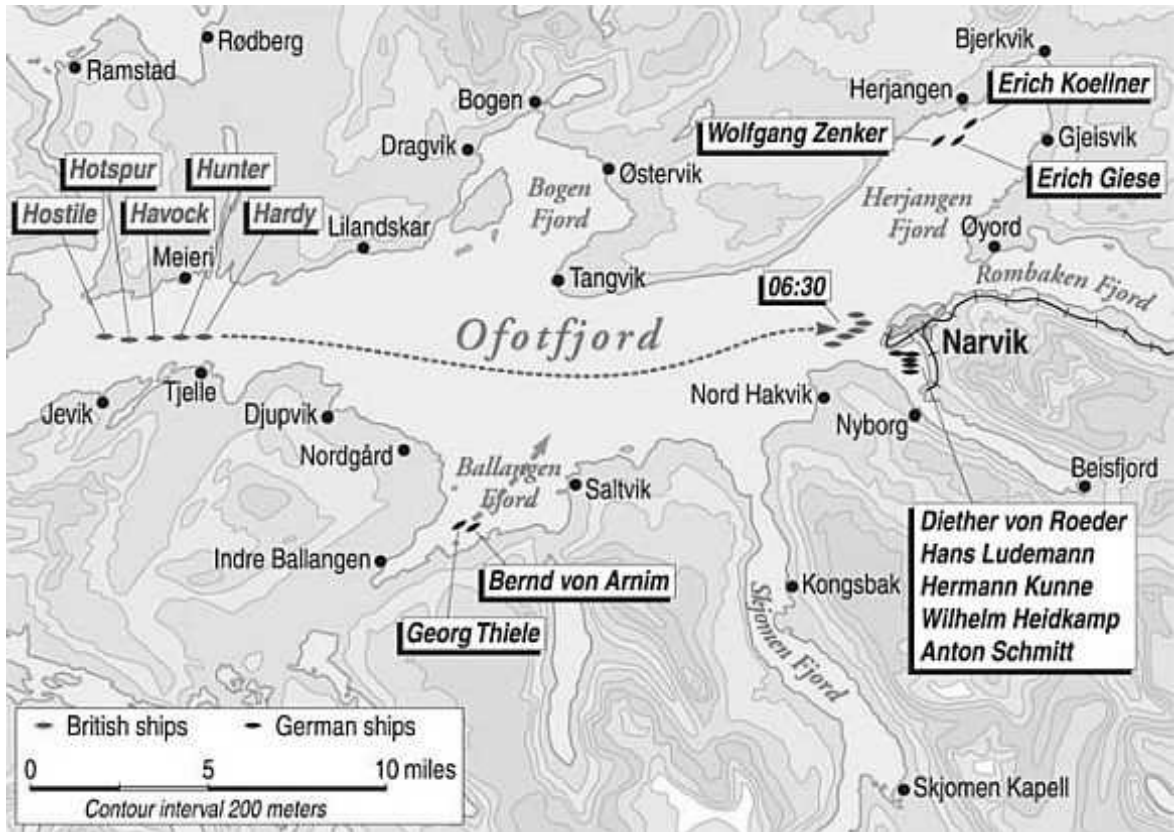 Rødberg
Ramstad
Bjerkvik
Bogen
Herjangen
Erich Koellner
Dragvik
Wolfgang Zenker
Gjeisvik
Hotspur
Hunter
Østervik
Erich Giese
Hostile
Havock
Hardy
Bogen
Fjord
Herjangen
Fjord
Lilandskar
Øyord
Meieri
Tangvik
06:30
Rombaken Fjord
Ofotfjord
Narvik
Tjelle
Jevik
Djupvik
Nord Hakvik
Nyborg
Nordgård
Ballangen
Fjord
Saltvik
Beisfjord
Indre Ballangen
Bernd von Arnim
Georg Thiele
Kongsbak
Skjomen Fjord
Diether von Roeder
Hans Ludemann
Hermann Kunne
Wilhelm Heidkamp
Anton Schmitt
British ships German ships
0 5 10 miles
Contour interval 200 meters
Skjomen Kapell